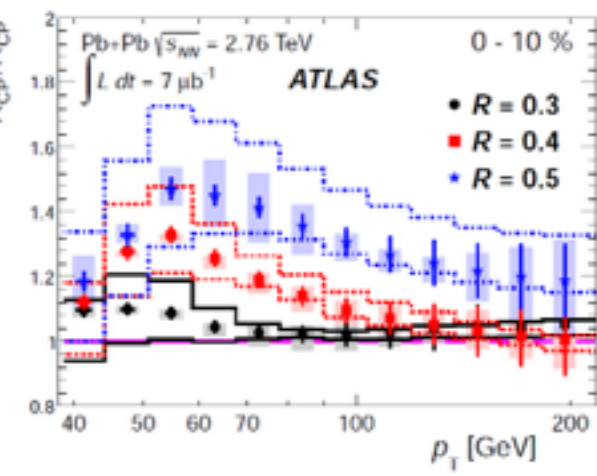 2
Pb+Pb √sNN = 2.76 TeV
0 - 10 %
1.8
∫ L dt = 7 μb-1
ATLAS
R = 0.3
R = 0.4
1.6
R = 0.5
1.4
1.2
1
0.8
40 50 60 70 100 200
pT [GeV]